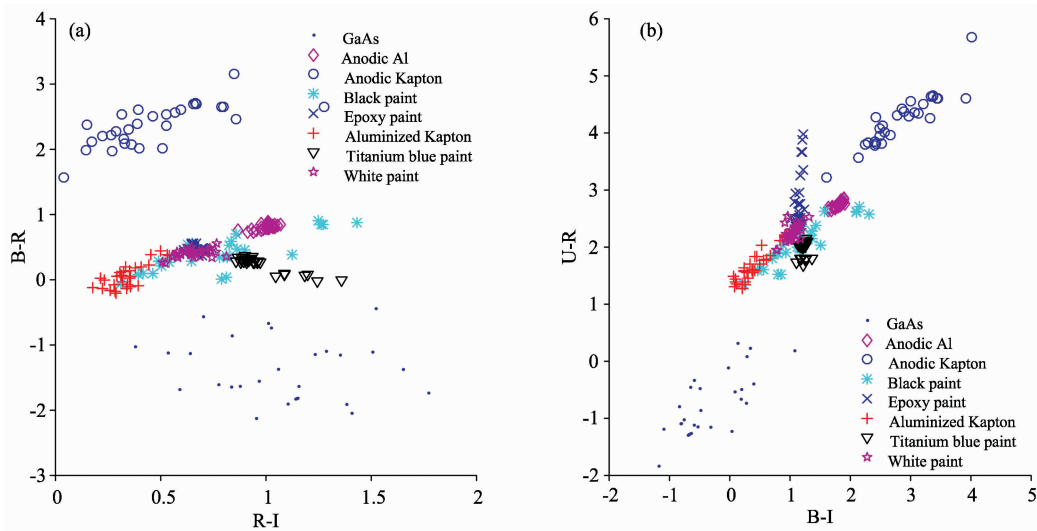 (a)
4
3
2
1
0
-1
-2
-3
B-R
0
0.5
1
1.5
2
R-I
GaAs
Anodic Al
Anodic Kapton
Black paint
Epoxy paint
Aluminized Kapton
Titanium blue paint
White paint
(b)
6
5
4
3
2
1
0
-1
-2
U-R
-2
-1
0
1
2
3
4
5
B-I
GaAs
Anodic Al
Anodic Kapton
Black paint
Epoxy paint
Aluminized Kapton
Titanium blue paint
White paint